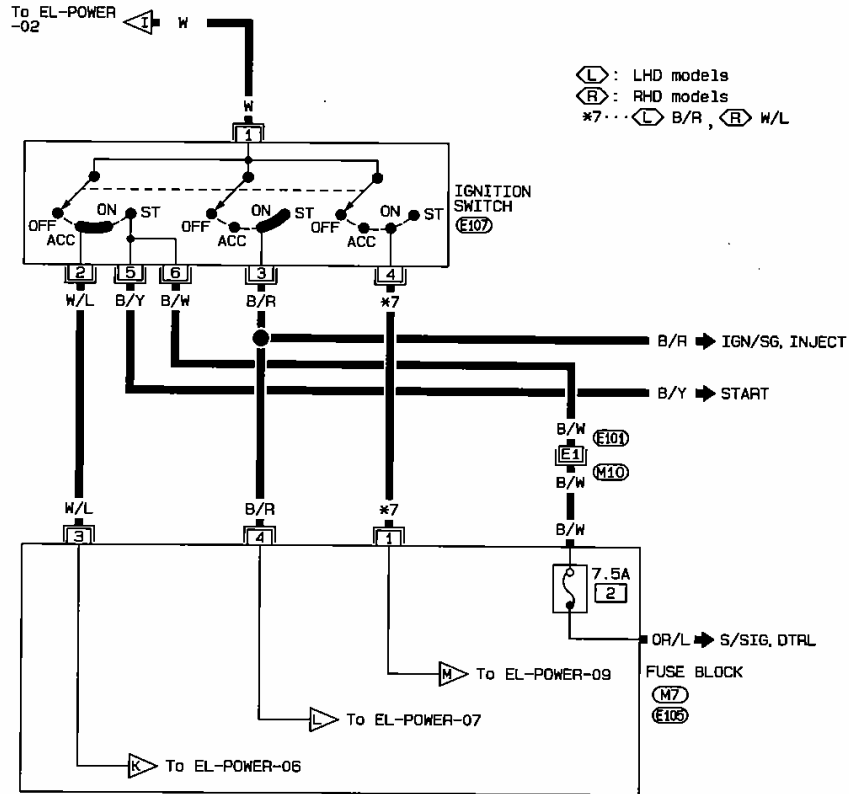 To EL-POWER
-02
I
W
L : LHD models
R : RHD models
*7··· L B/R, R W/L
W
1
IGNITION
SWITCH
E107
OFF ACC ON ST
OFF ACC ON ST
OFF ACC ST
2 5 6 3 4
W/L B/Y B/W B/R *7
B/R IGN/SG, INJECT
B/Y START
B/W E101
E1
B/W M10
W/L B/R *7 B/W
3 4 1
7.5A
2
OR/L S/SIG, DTRL
FUSE BLOCK
M7
E105
M To EL-POWER-09
L To EL-POWER-07
K To EL-POWER-06